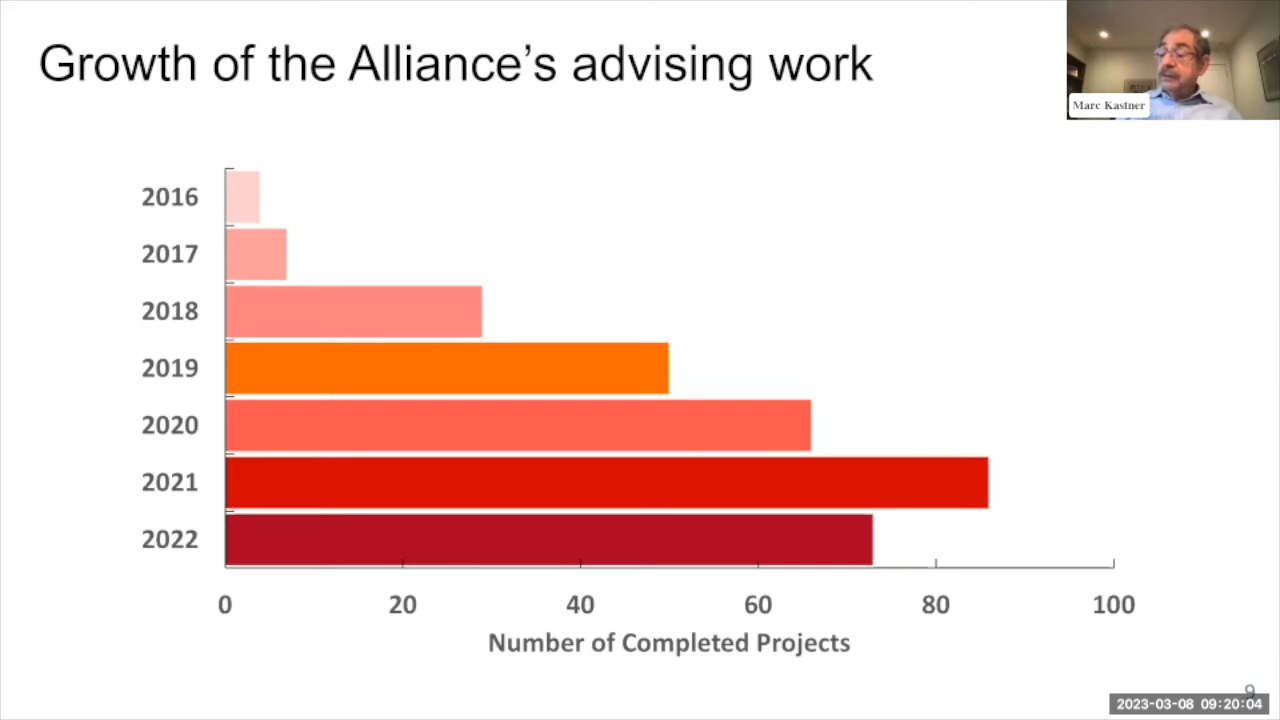 Growth of the Alliance’s advising work
Marc Kastner
2016
2017
2018
2019
2020
2021
2022
0 20 40 60 80 100
Number of Completed Projects
9
2023-03-08 09:20:04